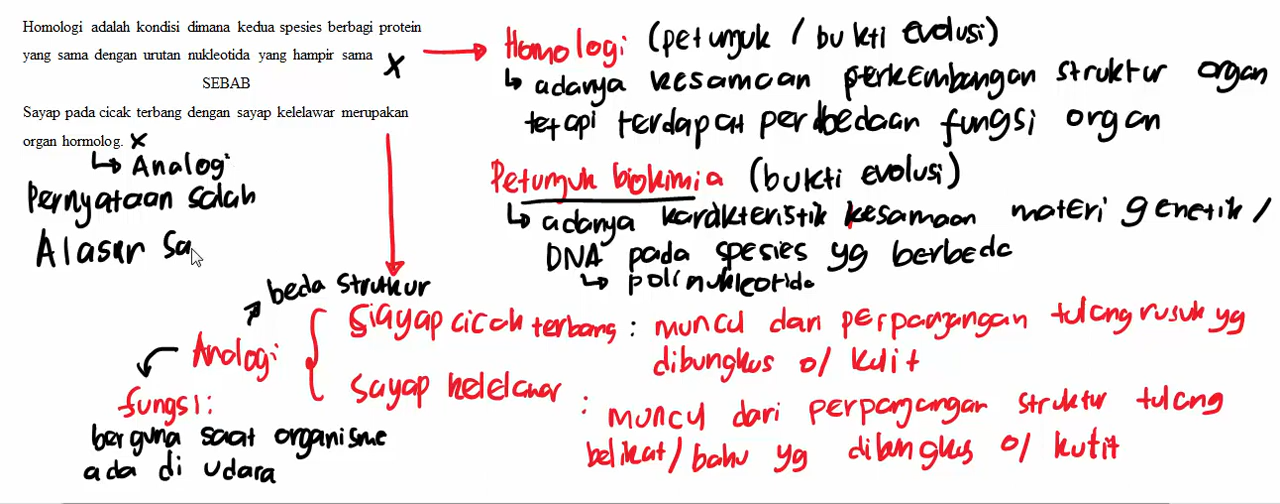 Homologi adalah kondisi dimana kedua spesies berbagi protein
yang sama dengan urutan nukleotida yang hampir sama X
SEBAB
Sayap pada cicak terbang dengan sayap kelelawar merupakan
organ hormolog. X
↳ Analogi
Pernyataan salah
Alasan sa
→ Homologi (petunjuk / bukti evolusi)
↳ adanya kesamaan perkembangan struktur organ
tetapi terdapat perbedaan fungsi organ
Petunjuk biokimia (bukti evolusi)
↳ adanya karakteristik kesamaan materi genetik /
DNA pada spesies yg berbeda
↳ polinukleotida
beda struktur
Analogi
fungsi:
berguna saat organisme
ada di udara
Sayap cicak terbang : muncul dari perpanjangan tulang rusuk yg
dibungkus o/ kulit
Sayap kelelawar : muncul dari perpanjangan struktur tulang
belikat/bahu yg dibungkus o/ kulit